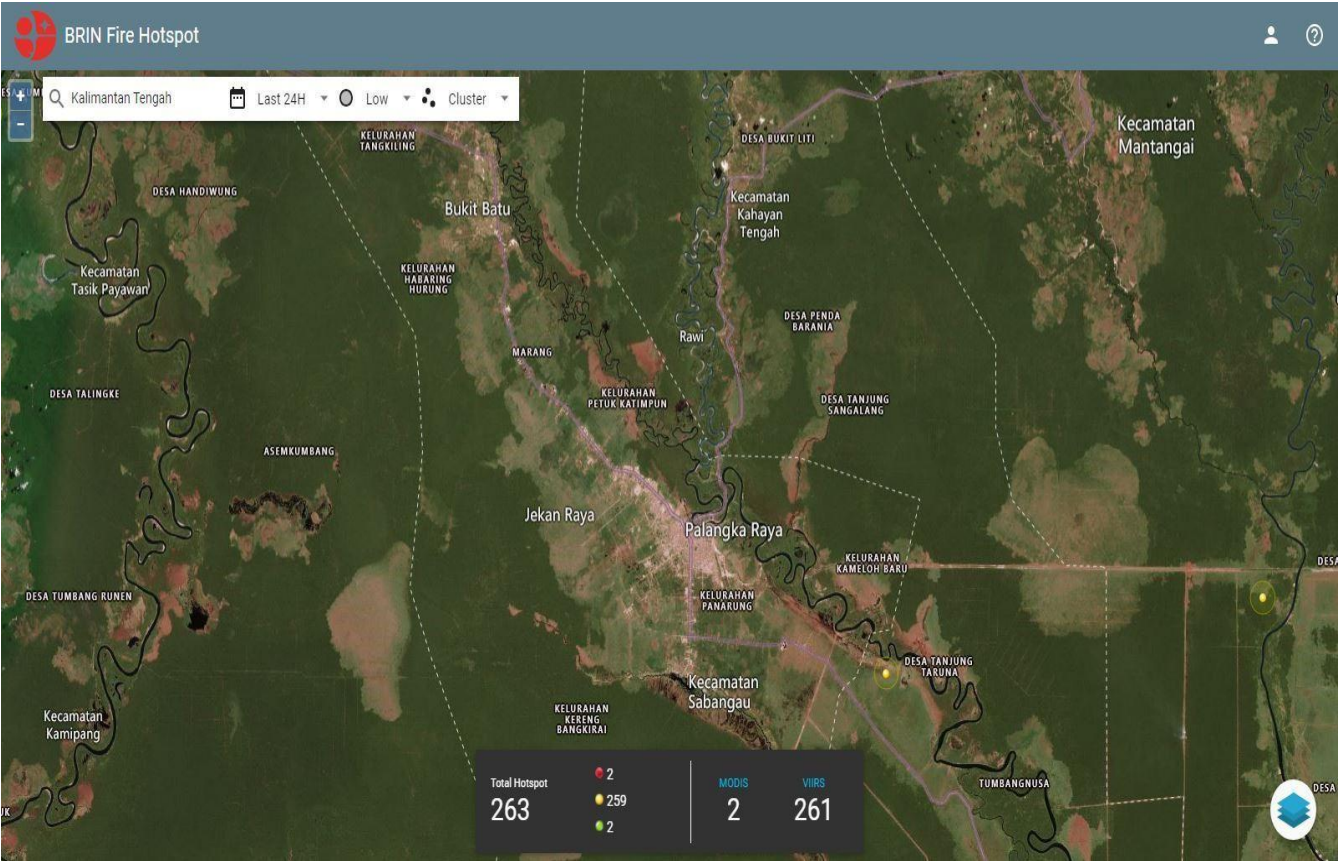 BRIN Fire Hotspot
+
−
Kalimantan Tengah
Last 24H
Low
Cluster
KELURAHAN
TANGKILING
DESA BUKIT LITI
Kecamatan
Mantangai
DESA HANDIWUNG
Bukit Batu
Kecamatan
Kahayan
Tengah
Kecamatan
Tasik Payawan
KELURAHAN
HABARING
HURUNG
DESA PENDA
BARANIA
Rawi
MARANG
DESA TALINGKE
KELURAHAN
PETUK KATIMPUN
DESA TANJUNG
SANGALANG
ASEMKUMBANG
Jekan Raya
Palangka Raya
KELURAHAN
KAMELOH BARU
DESA
DESA TUMBANG RUNEN
KELURAHAN
PANARUNG
DESA TANJUNG
TARUNA
Kecamatan
Sabangau
KELURAHAN
KERENG
BANGKIRAI
Kecamatan
Kamipang
TUMBANGNUSA
DESA
UK
Total Hotspot
263
2
259
2
MODIS
2
VIIRS
261